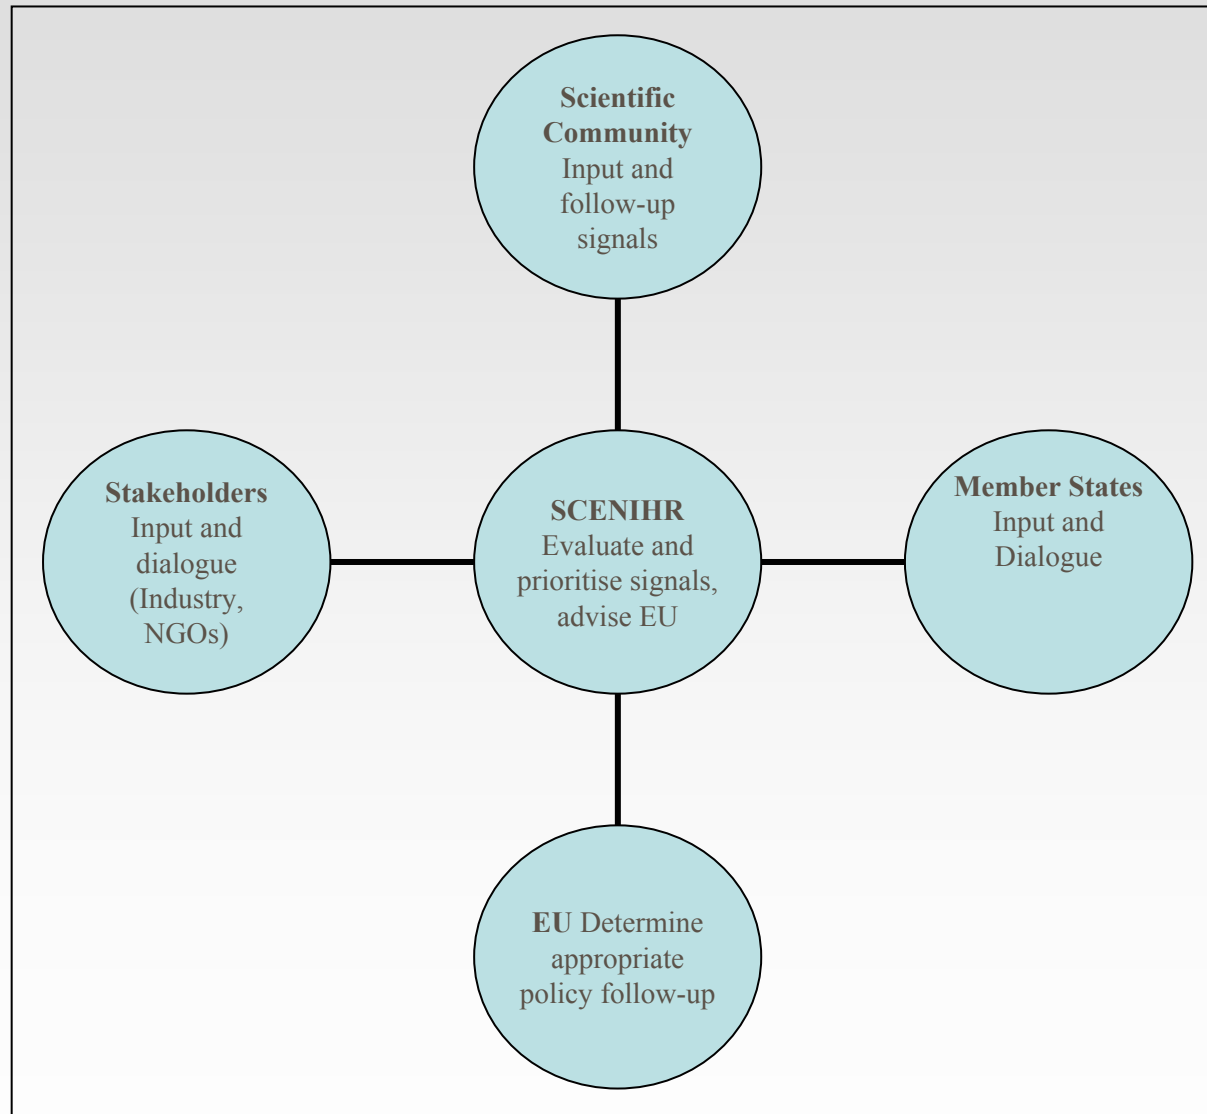 Scientific
Community
Input and
follow-up
signals
Stakeholders
Input and
dialogue
(Industry,
NGOs)
SCENIHR
Evaluate and
prioritise signals,
advise EU
Member States
Input and
Dialogue
EU Determine
appropriate
policy follow-up